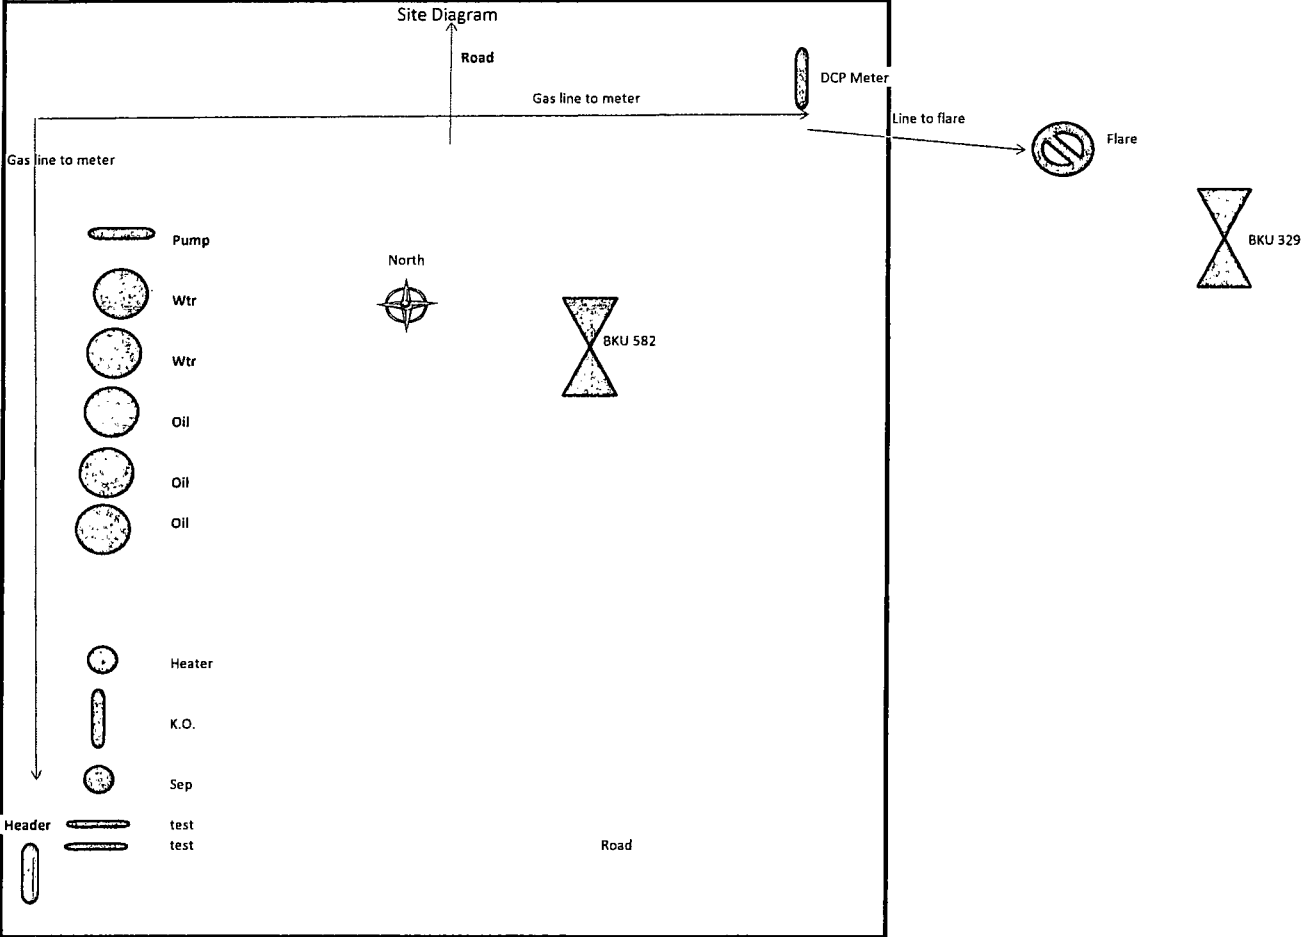 Site Diagram
Road
DCP Meter
Gas line to meter
Line to flare
Flare
Gas line to meter
Pump
BKU 329
North
Wtr
BKU 582
Wtr
Oil
Oil
Oil
Heater
K.O.
Sep
Header
test
test
Road